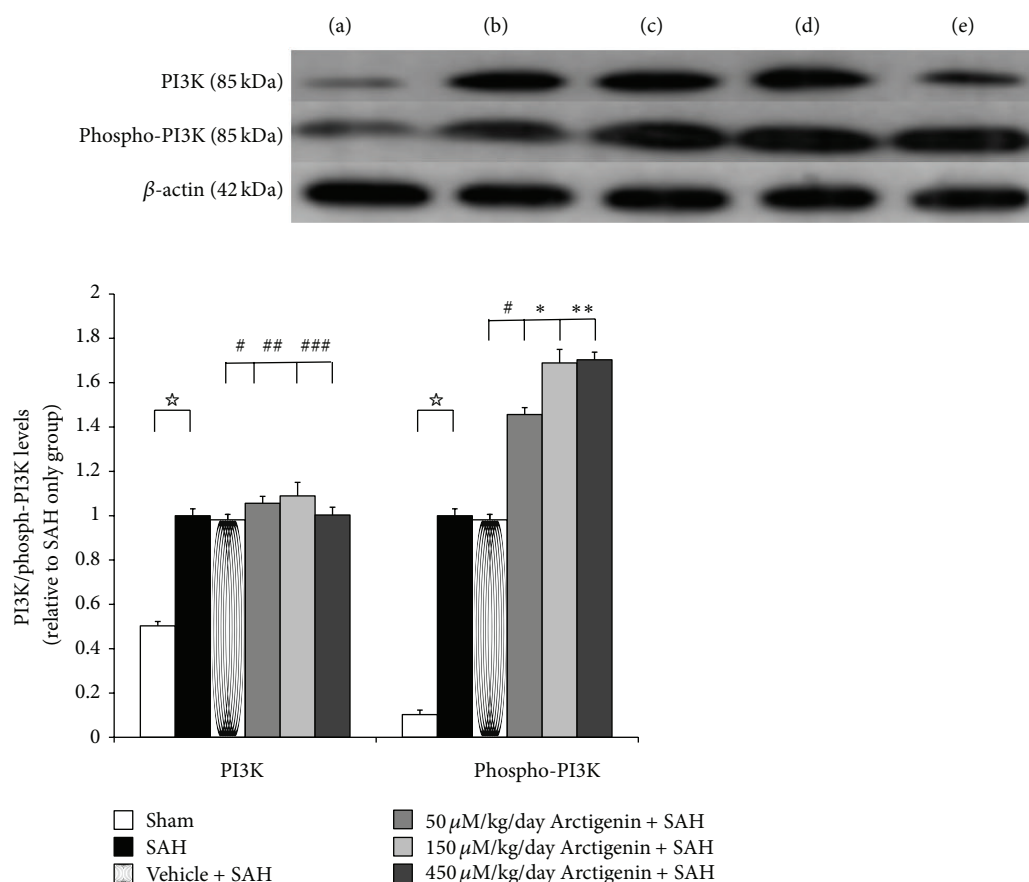 (a) (b) (c) (d) (e)
PI3K (85 kDa)
Phospho-PI3K (85 kDa)
β-actin (42 kDa)
PI3K/phosph-PI3K levels
(relative to SAH only group)
2
1.8
1.6
1.4
1.2
1
0.8
0.6
0.4
0.2
0
☆ # ## ###
☆ # * **
PI3K Phospho-PI3K
Sham
SAH
Vehicle + SAH
50 μM/kg/day Arctigenin + SAH
150 μM/kg/day Arctigenin + SAH
450 μM/kg/day Arctigenin + SAH